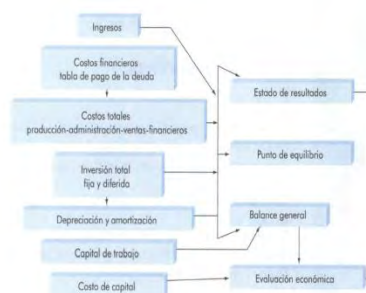 Ingresos
Costos financieros
tabla de pago de la deuda
Estado de resultados
Costos totales
producción-administración-ventas-financieros
Punto de equilibrio
Inversión total
fija y diferida
Depreciación y amortización
Balance general
Capital de trabajo
Costo de capital
Evaluación económica